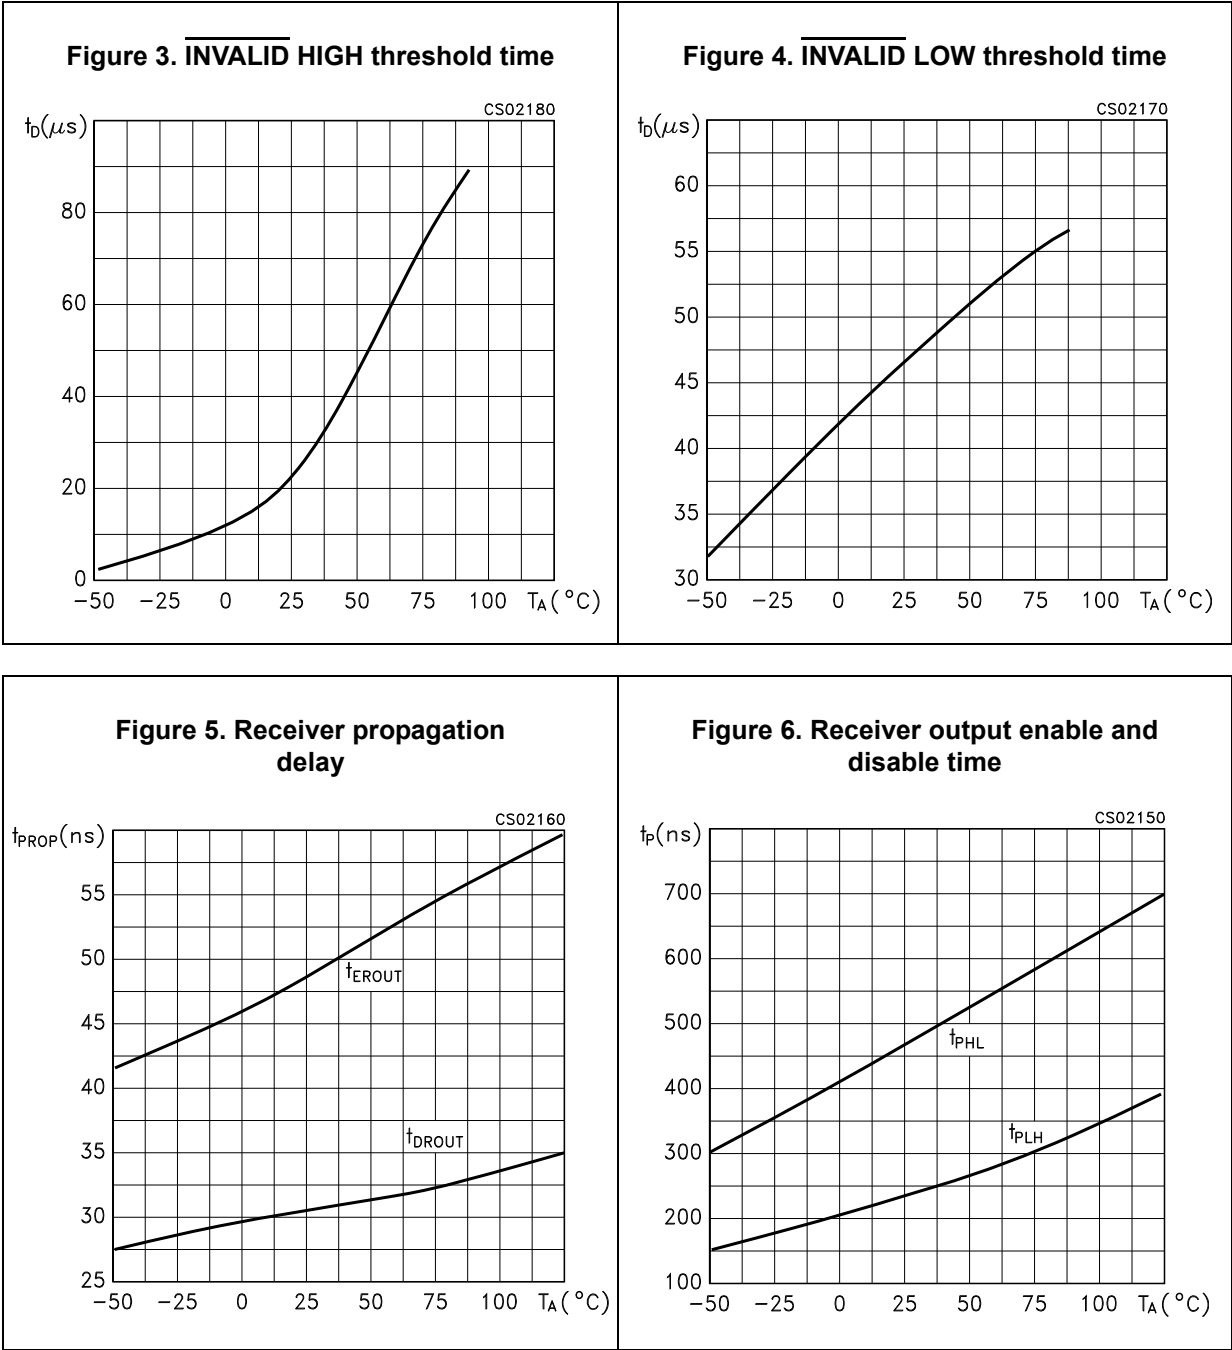 Figure 3. INVALID HIGH threshold time
CS02180
tD(μs)
80
60
40
20
0
−50 −25 0 25 50 75 100 TA(°C)
Figure 4. INVALID LOW threshold time
CS02170
tD(μs)
60
55
50
45
40
35
30
−50 −25 0 25 50 75 100 TA(°C)
Figure 5. Receiver propagation
delay
CS02160
tPROP(ns)
55
50
tEROUT
45
40
35
tDROUT
30
25
−50 −25 0 25 50 75 100 TA(°C)
Figure 6. Receiver output enable and
disable time
CS02150
tP(ns)
700
600
500
tPHL
400
tPLH
300
200
100
−50 −25 0 25 50 75 100 TA(°C)